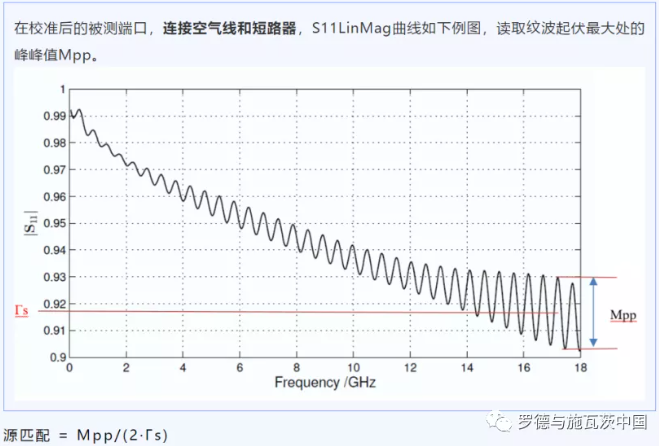 在校准后的被测端口，连接空气线和短路器，S11LinMag曲线如下例图，读取纹波起伏最大处的
峰峰值Mpp。
1
0.99
0.98
0.97
0.96
0.95
0.94
0.93
0.92
0.91
0.9
|S11|
Γs
Mpp
0 2 4 6 8 10 12 14 16 18
Frequency /GHz
罗德与施瓦茨中国
源匹配 = Mpp/(2·Γs)